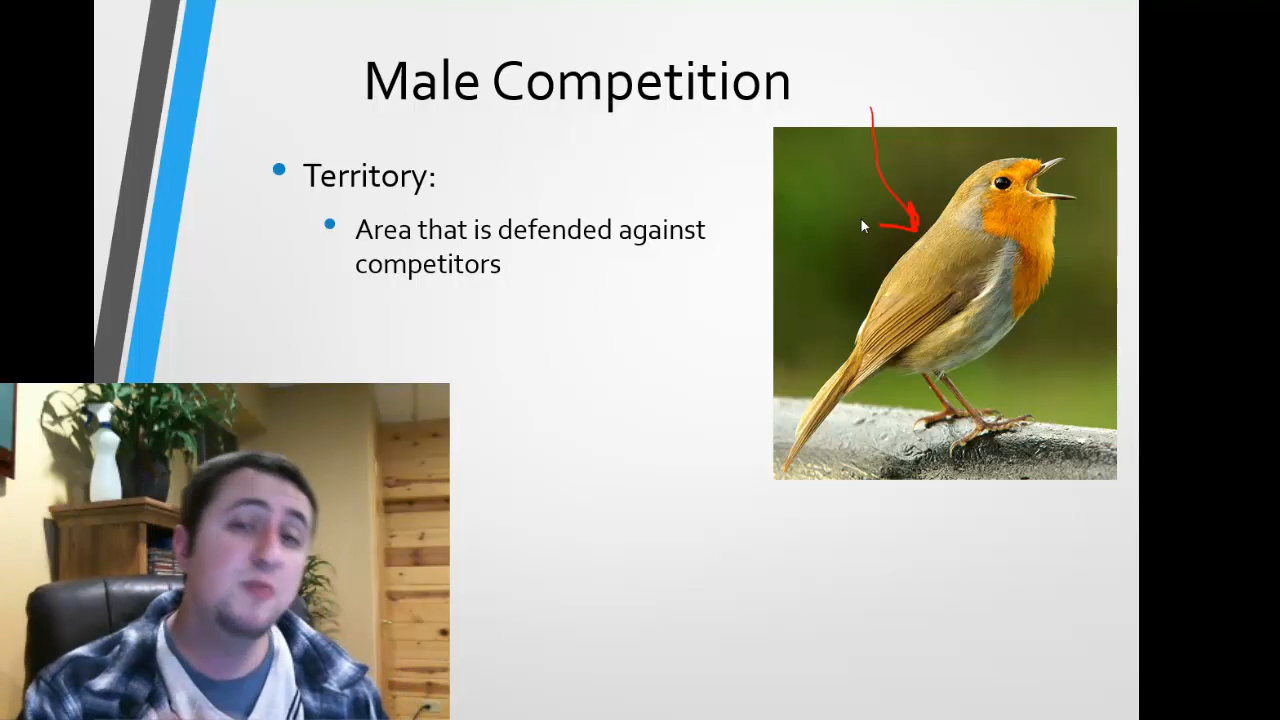 Male Competition
Territory:
Area that is defended against
competitors